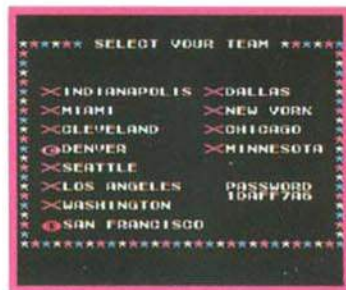 SELECT YOUR TEAM
INDIANAPOLIS
MIAMI
CLEVELAND
DENVER
SEATTLE
LOS ANGELES
WASHINGTON
SAN FRANCISCO
DALLAS
NEW YORK
CHICAGO
MINNESOTA
PASSWORD
1DAFF7A6